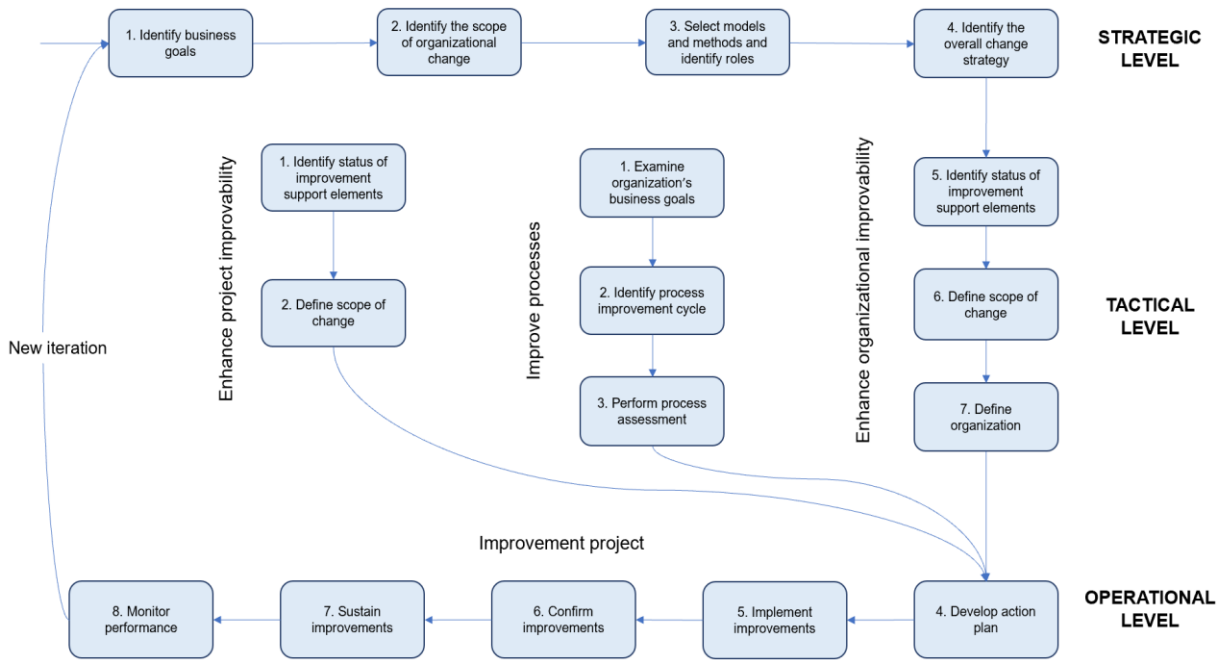 1. Identify business
goals
2. Identify the scope
of organizational
change
3. Select models
and methods and
identify roles
4. Identify the
overall change
strategy
STRATEGIC
LEVEL
Enhance project improvability
1. Identify status of
improvement
support elements
2. Define scope of
change
Improve processes
1. Examine
organization's
business goals
2. Identify process
improvement cycle
3. Perform process
assessment
Enhance organizational improvability
5. Identify status of
improvement
support elements
6. Define scope of
change
7. Define
organization
TACTICAL
LEVEL
New iteration
Improvement project
8. Monitor
performance
7. Sustain
improvements
6. Confirm
improvements
5. Implement
improvements
4. Develop action
plan
OPERATIONAL
LEVEL